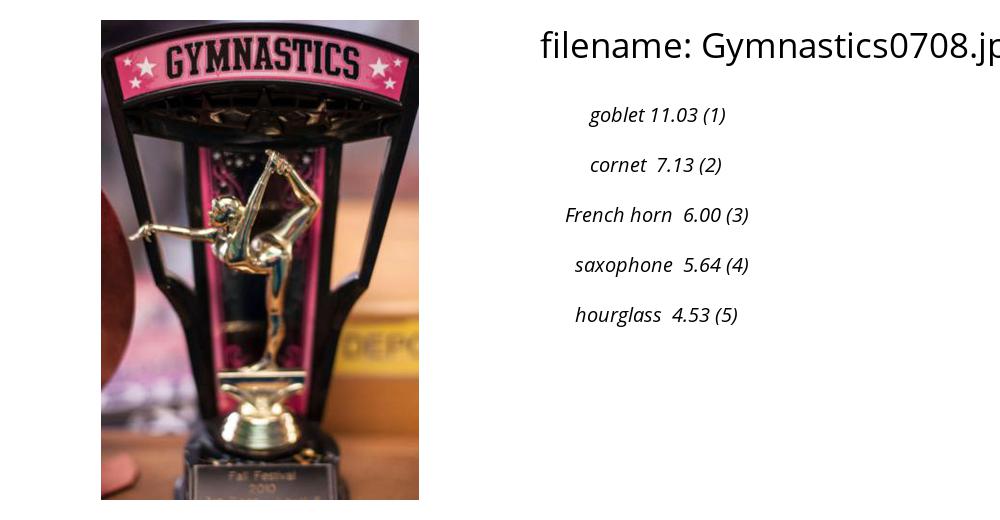 GYMNASTICS
DEPO
Fall Festival
2010
filename: Gymnastics0708.jp
goblet 11.03 (1)
cornet 7.13 (2)
French horn 6.00 (3)
saxophone 5.64 (4)
hourglass 4.53 (5)